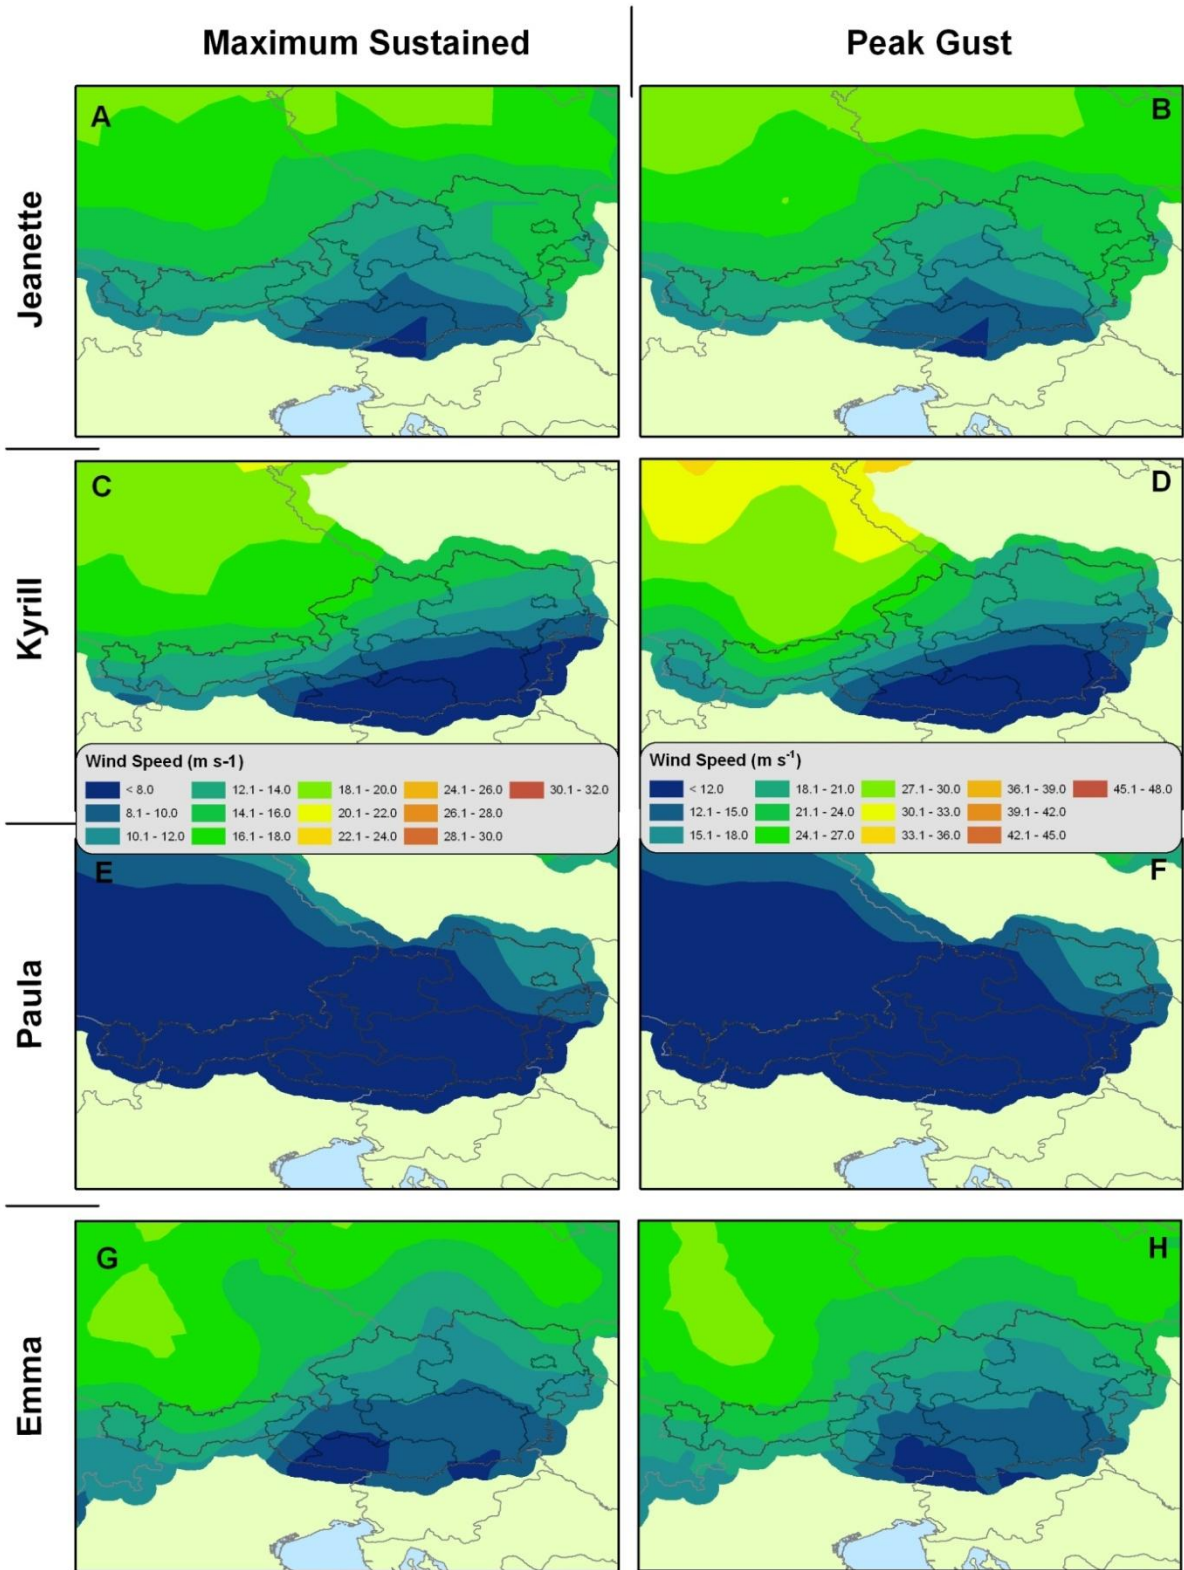 Maximum Sustained
Peak Gust
Jeanette
A
B
Kyrill
C
D
Wind Speed (m s-1)
< 8.0
12.1 - 14.0
18.1 - 20.0
24.1 - 26.0
30.1 - 32.0
8.1 - 10.0
14.1 - 16.0
20.1 - 22.0
26.1 - 28.0
10.1 - 12.0
16.1 - 18.0
22.1 - 24.0
28.1 - 30.0
Wind Speed (m s⁻¹)
< 12.0
18.1 - 21.0
27.1 - 30.0
36.1 - 39.0
45.1 - 48.0
12.1 - 15.0
21.1 - 24.0
30.1 - 33.0
39.1 - 42.0
15.1 - 18.0
24.1 - 27.0
33.1 - 36.0
42.1 - 45.0
Paula
E
F
Emma
G
H